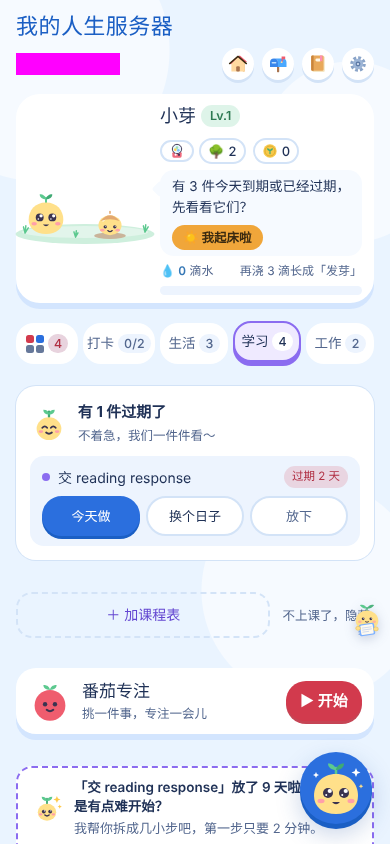 我的人生服务器
小芽 Lv.1
2 0
有 3 件今天到期或已经过期，
先看看它们?
我起床啦
0 滴水 再浇 3 滴长成「发芽」
4 打卡 0/2 生活 3 学习 4 工作 2
有 1 件过期了
不着急，我们一件件看～
交 reading response 过期 2 天
今天做 换个日子 放下
＋ 加课程表 不上课了，
番茄专注
挑一件事，专注一会儿
▶ 开始
「交 reading response」放了 9 天啦
是有点难开始?
我帮你拆成几小步吧，第一步只要 2 分钟。